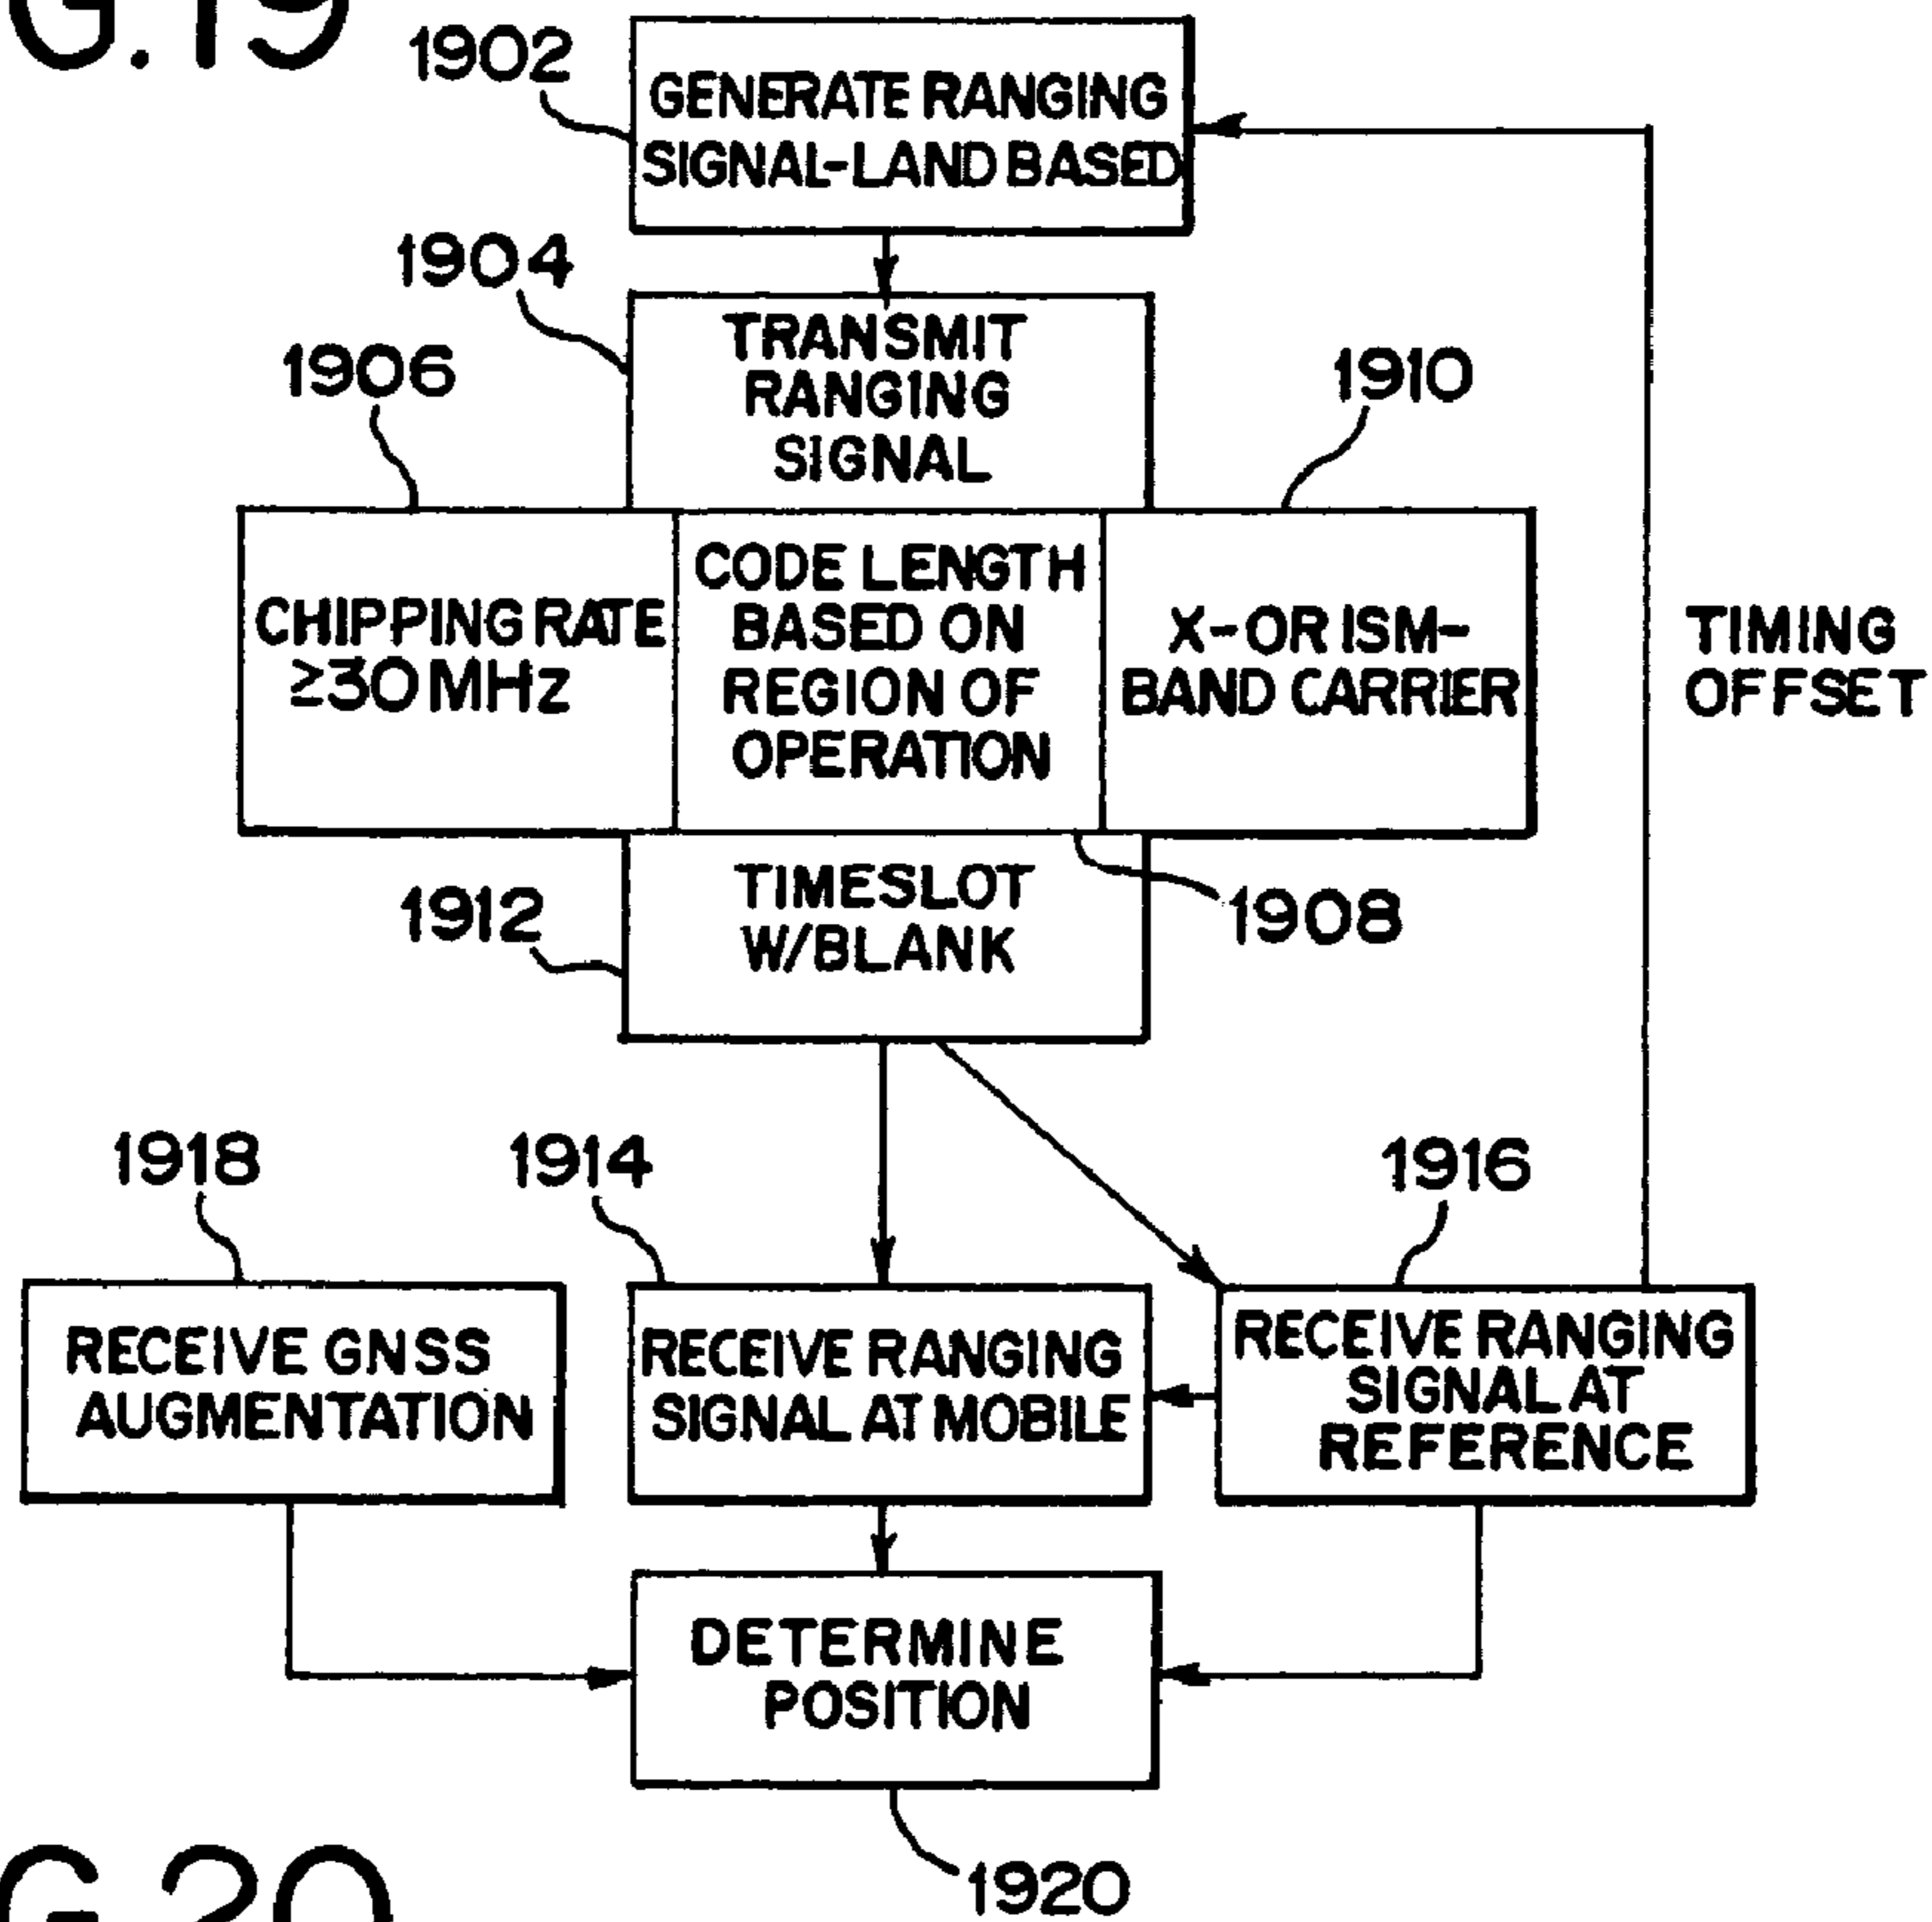 G.19
1902
GENERATE RANGING
SIGNAL-LAND BASED
1904
TRANSMIT
RANGING
SIGNAL
1906
1910
CHIPPING RATE
≥30 MHz
CODE LENGTH
BASED ON
REGION OF
OPERATION
X-OR ISM-
BAND CARRIER
TIMING
OFFSET
1912
TIMESLOT
W/BLANK
1908
1918
1914
1916
RECEIVE GNSS
AUGMENTATION
RECEIVE RANGING
SIGNAL AT MOBILE
RECEIVE RANGING
SIGNAL AT
REFERENCE
DETERMINE
POSITION
1920
G.20